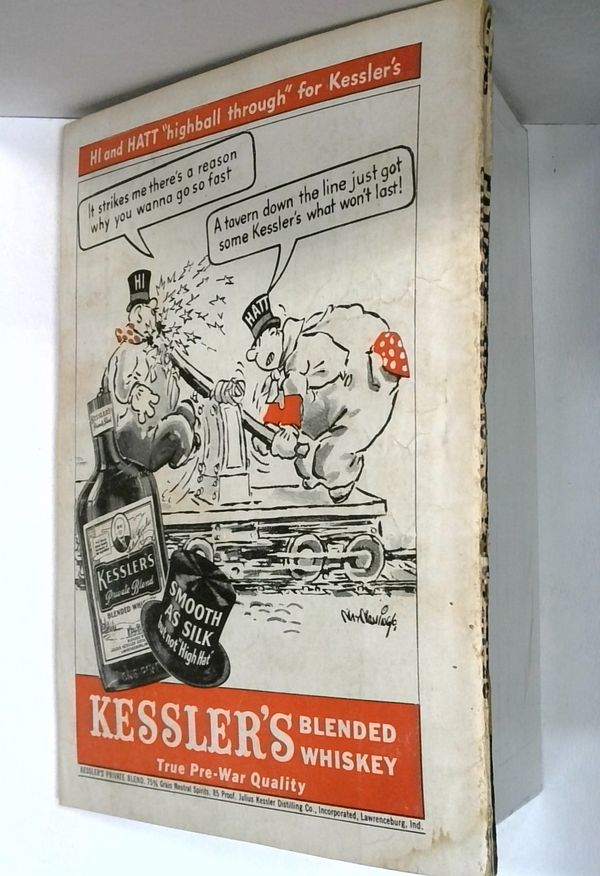 HI and HATT "highball through" for Kessler's
It strikes me there's a reason
why you wanna go so fast
A tavern down the line just got
some Kessler's what won't last!
HI
HATT
KESSLER'S
Private Blend
BLENDED
SMOOTH
AS SILK
but not "High Hat"
KESSLER'S BLENDED
WHISKEY
True Pre-War Quality
KESSLER'S PRIVATE BLEND. 75% Grain Neutral Spirits. 85 Proof. Julius Kessler Distilling Co., Incorporated, Lawrenceburg, Ind.